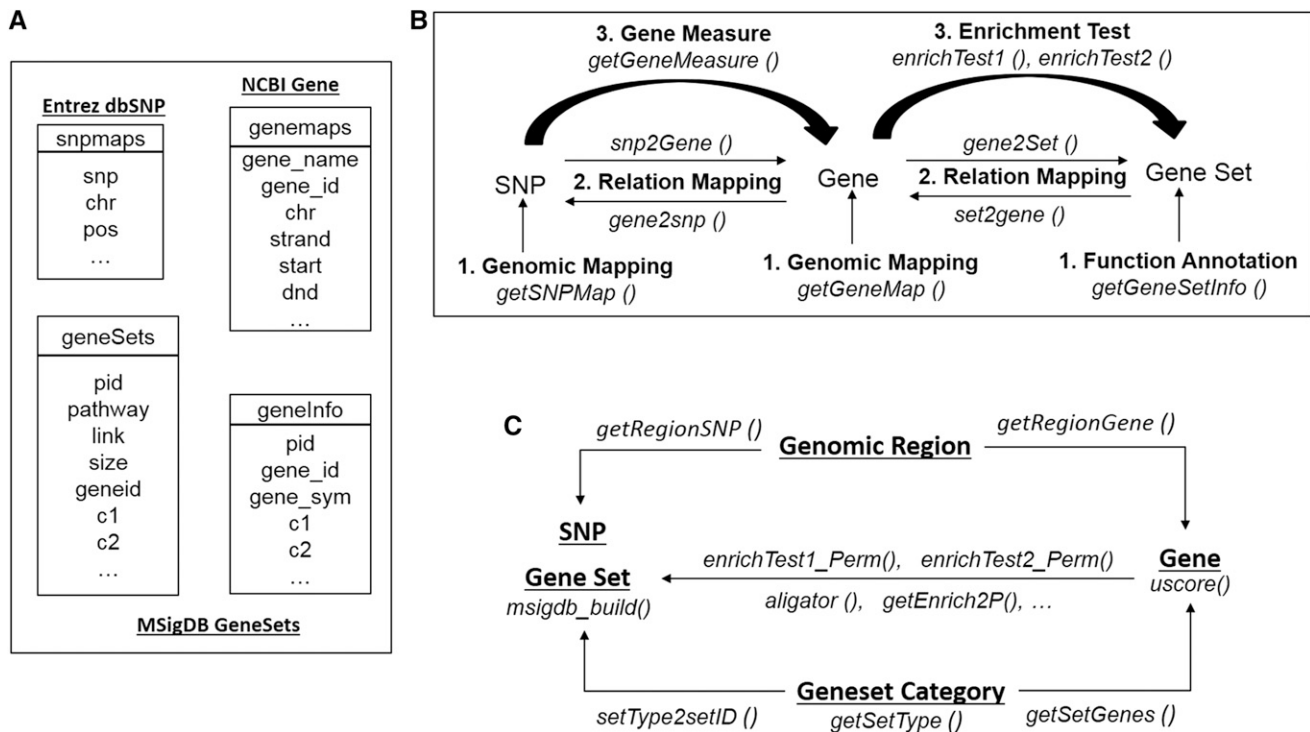 A
Entrez dbSNP
snpmaps
snp
chr
pos
...
NCBI Gene
genemaps
gene_name
gene_id
chr
strand
start
dnd
...
geneSets
pid
pathway
link
size
geneid
c1
c2
...
geneInfo
pid
gene_id
gene_sym
c1
c2
...
MSigDB GeneSets
B
3. Gene Measure
getGeneMeasure ()
3. Enrichment Test
enrichTest1 (), enrichTest2 ()
snp2Gene ()
gene2Set ()
SNP
2. Relation Mapping
Gene
2. Relation Mapping
Gene Set
gene2snp ()
set2gene ()
1. Genomic Mapping
getSNPMap ()
1. Genomic Mapping
getGeneMap ()
1. Function Annotation
getGeneSetInfo ()
C
getRegionSNP ()
Genomic Region
getRegionGene ()
SNP
Gene Set
msigdb_build()
enrichTest1_Perm(), enrichTest2_Perm()
aligator (), getEnrich2P(), ...
Gene
uscore()
Geneset Category
setType2setID ()
getSetType ()
getSetGenes ()